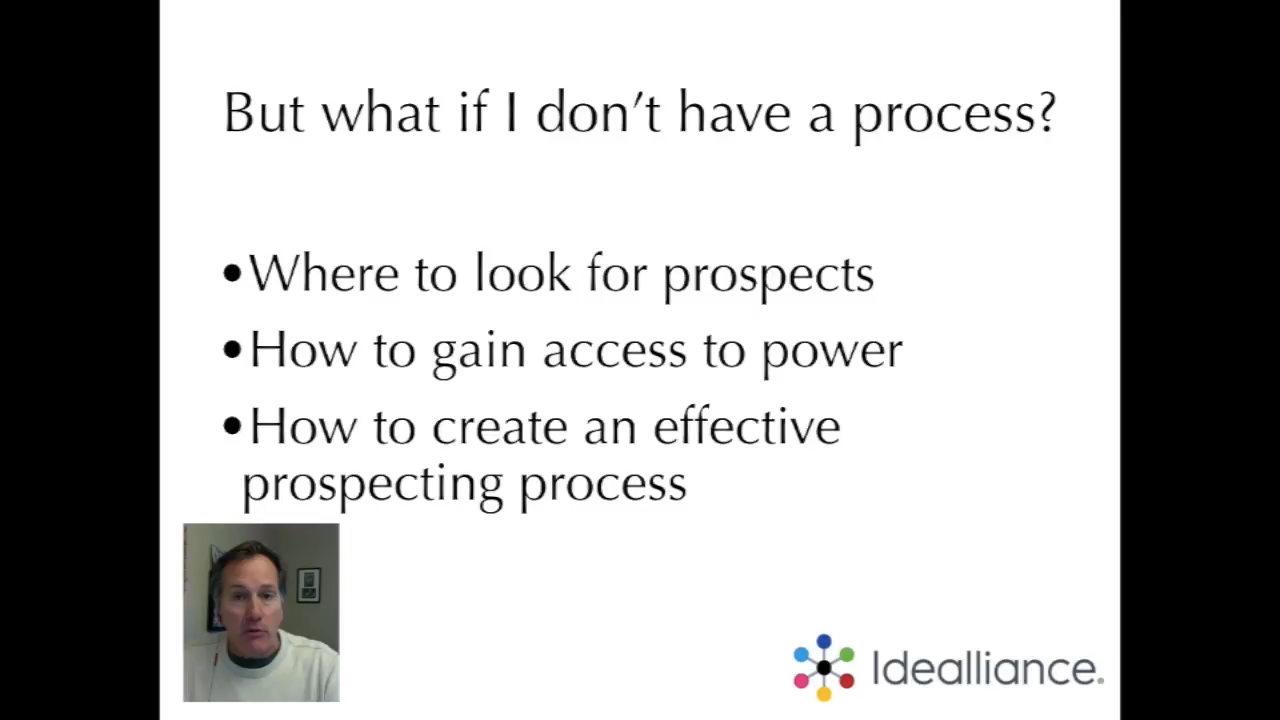 But what if I don’t have a process?
•Where to look for prospects
•How to gain access to power
•How to create an effective
prospecting process
Idealliance.